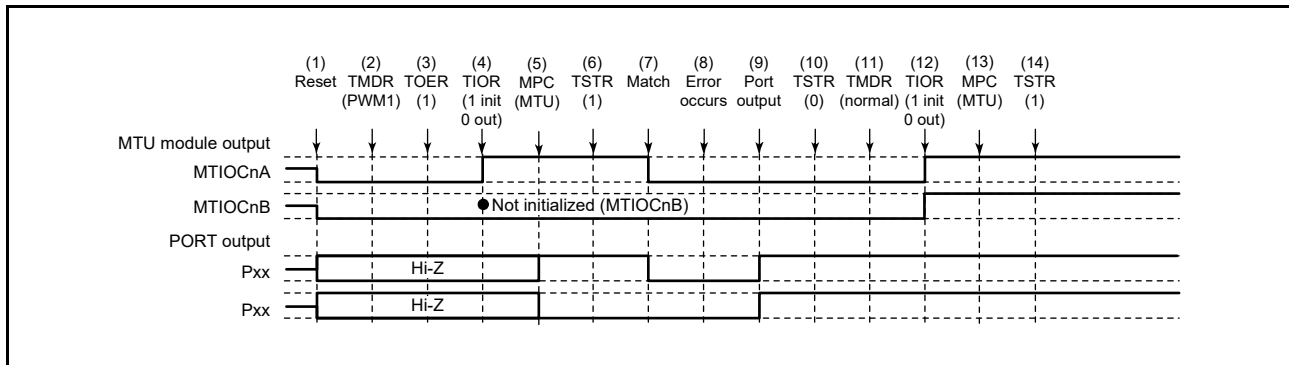 (1) (2) (3) (4) (5) (6) (7) (8) (9) (10) (11) (12) (13) (14)
Reset TMDR TOER TIOR MPC TSTR Match Error Port TSTR TMDR TIOR MPC TSTR
(PWM1) (1) (1 init (MTU) (1) occurs output (0) (normal) (1 init (MTU) (1)
0 out) 0 out)
MTU module output
MTIOCnA
MTIOCnB ●Not initialized (MTIOCnB)
PORT output
Pxx Hi-Z
Pxx Hi-Z